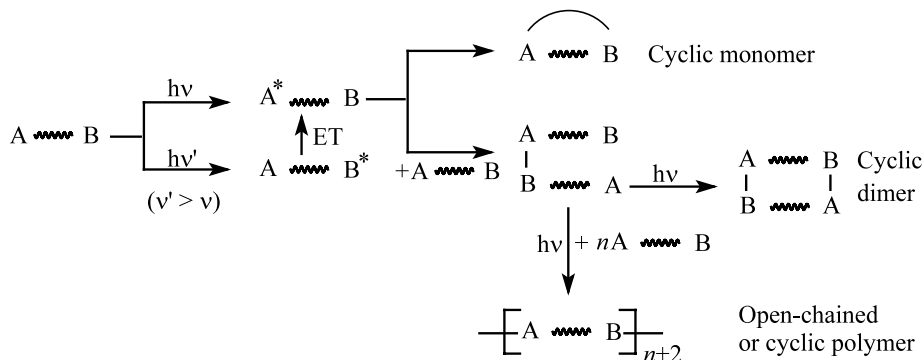 A B Cyclic monomer
hν A* B
A B ET
hν' A B*
(ν' > ν)
+A B
A B
B A
hν
A B
B A
Cyclic
dimer
hν + nA B
A B n+2
Open-chained
or cyclic polymer